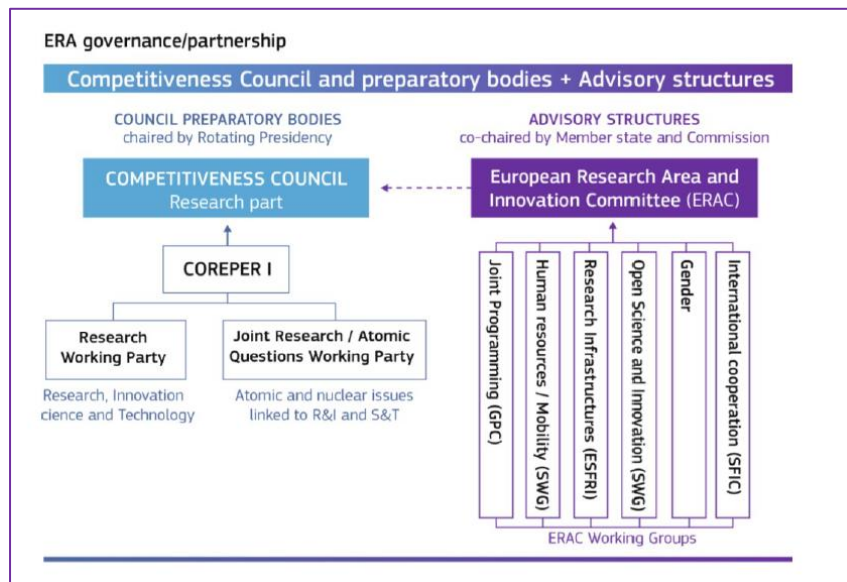 ERA governance/partnership
Competitiveness Council and preparatory bodies + Advisory structures
COUNCIL PREPARATORY BODIES
chaired by Rotating Presidency
COMPETITIVENESS COUNCIL
Research part
COREPER I
Research
Working Party
Joint Research / Atomic
Questions Working Party
Research, Innovation
cience and Technology
Atomic and nuclear issues
linked to R&I and S&T
ADVISORY STRUCTURES
co-chaired by Member state and Commission
European Research Area and
Innovation Committee (ERAC)
Joint Programming (GPC)
Human resources / Mobility (SWG)
Research Infrastructures (ESFRI)
Open Science and Innovation (SWG)
Gender
International cooperation (SFIC)
ERAC Working Groups